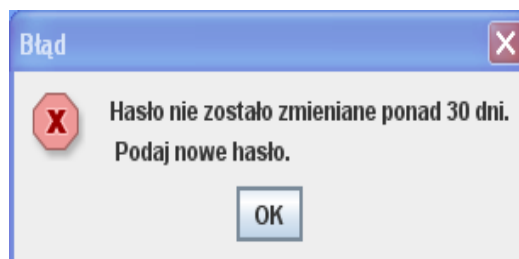 Błąd
Hasło nie zostało zmieniane ponad 30 dni.
Podaj nowe hasło.
OK